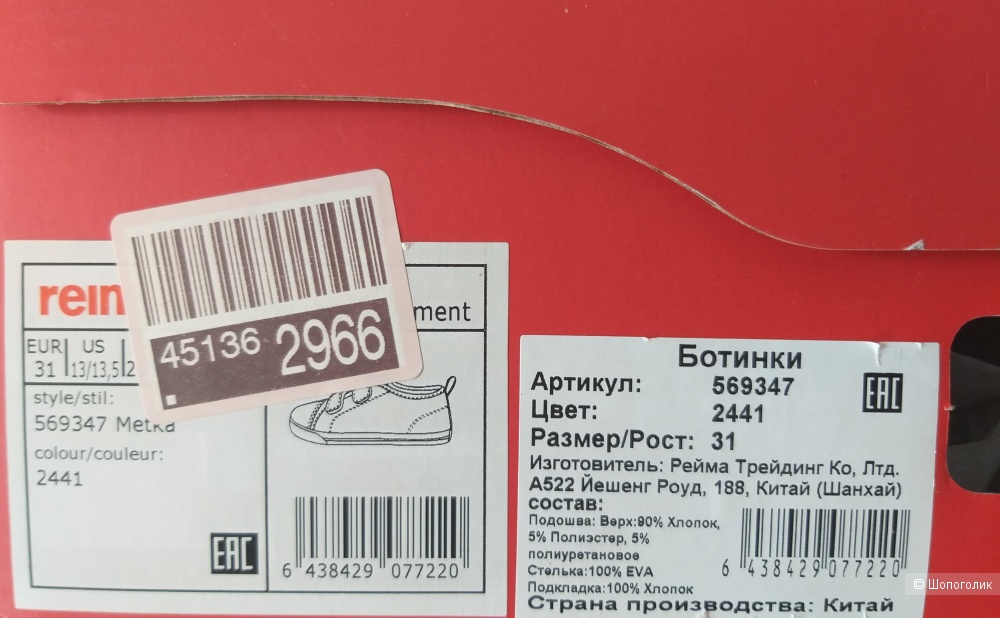 45136 2966
EUR US
31 13/13,5 2
style/stil:
569347 Metka
colour/couleur:
2441
EAC
6 438429 077220
Ботинки
Артикул: 569347
EAC
Цвет: 2441
Размер/Рост: 31
Изготовитель: Рейма Трейдинг Ко, Лтд.
А522 Йешенг Роуд, 188, Китай (Шанхай)
состав:
Подошва: Верх:90% Хлопок,
5% Полиэстер, 5%
полиуретановое
Стелька:100% EVA
Подкладка:100% Хлопок
6 438429 077220
Страна производства: Китай
© Шопоголик